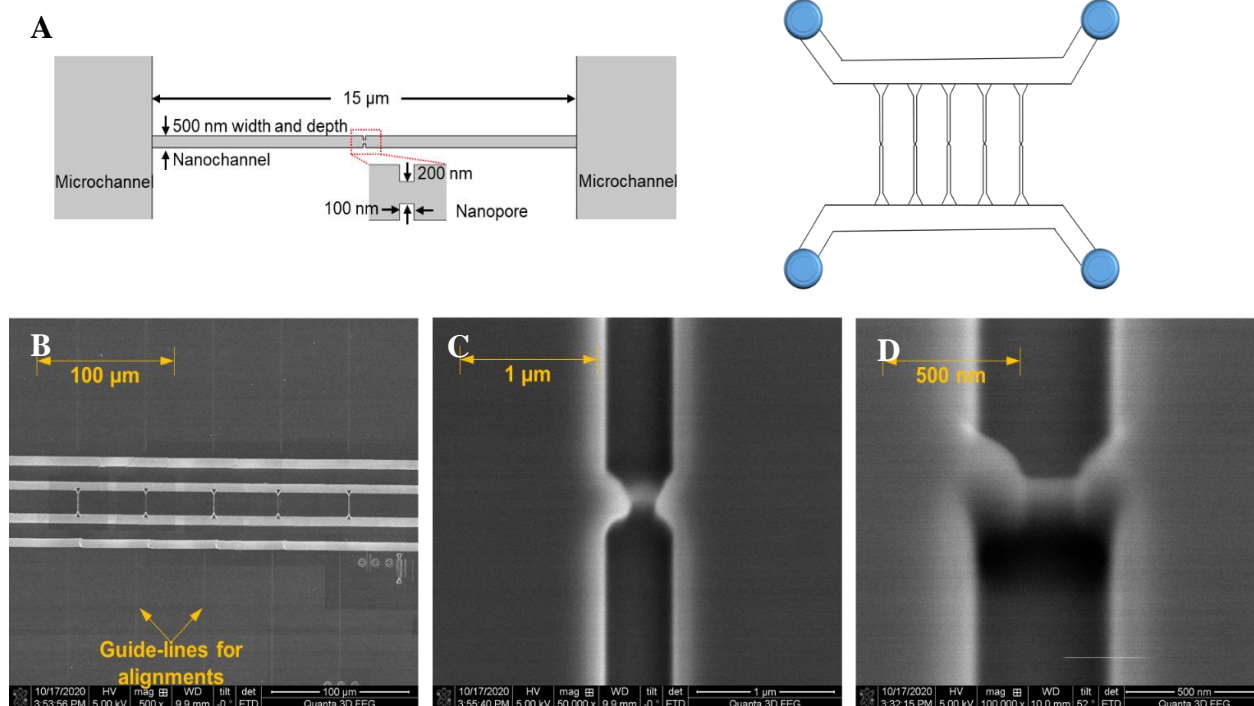 A
15 µm
500 nm width and depth
Nanochannel
Microchannel
Microchannel
200 nm
100 nm
Nanopore
B
100 µm
Guide-lines for
alignments
10/17/2020 HV mag WD tilt det 100 µm
3:53:56 PM 5.00 kV 500 x 9.9 mm -0 ° ETD Quanta 3D FEG
C
1 µm
10/17/2020 HV mag WD tilt det 1 µm
3:55:40 PM 5.00 kV 50 000 x 9.9 mm -0 ° ETD Quanta 3D FEG
D
500 nm
10/17/2020 HV mag WD tilt det 500 nm
3:32:15 PM 5.00 kV 100 000 x 10.0 mm 52 ° ETD Quanta 3D FEG